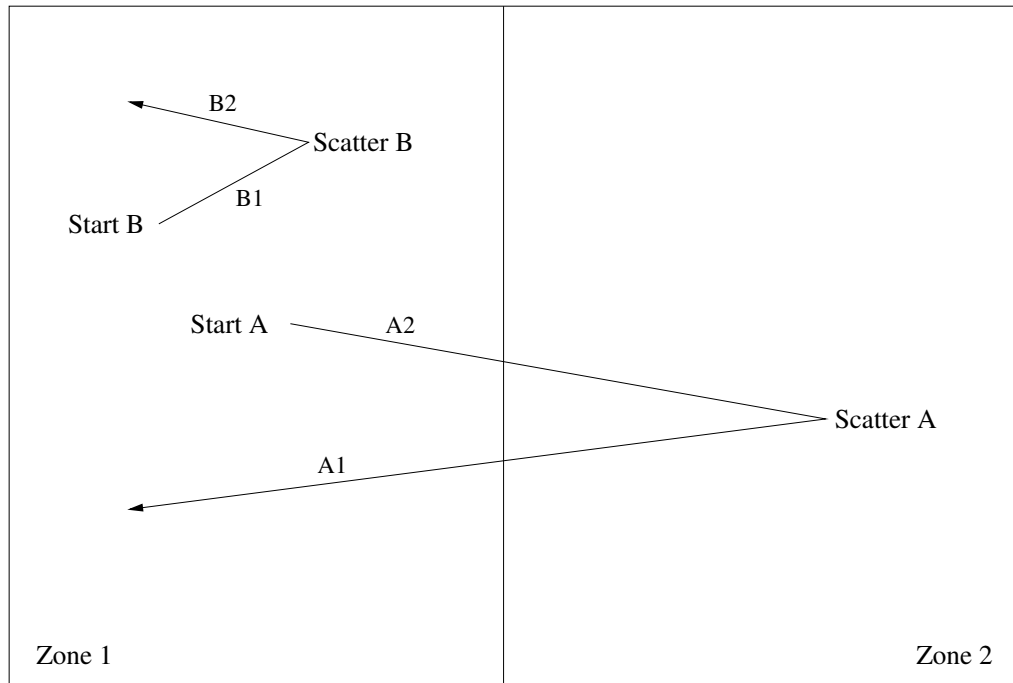 B2
Scatter B
B1
Start B
Start A
A2
Scatter A
A1
Zone 1
Zone 2